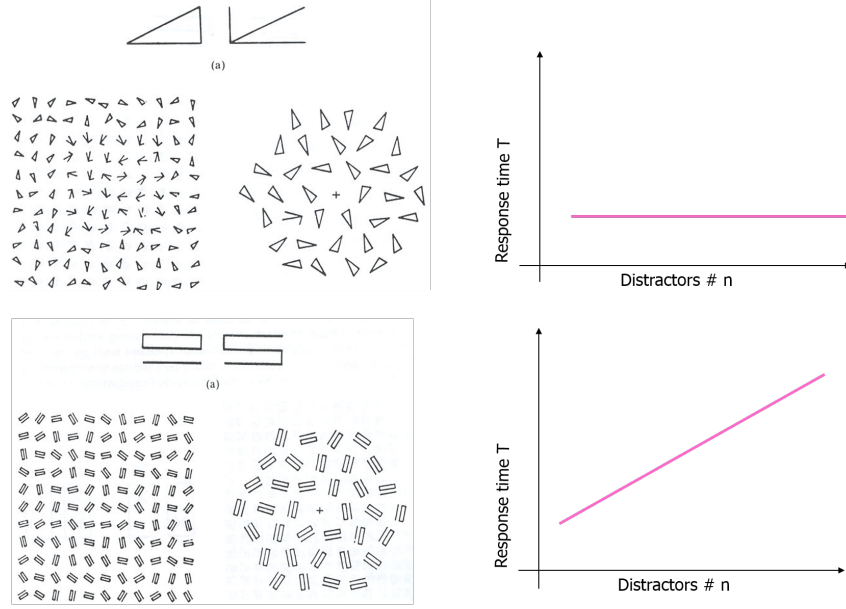 (a)
Response time T
Distractors # n
(a)
Response time T
Distractors # n